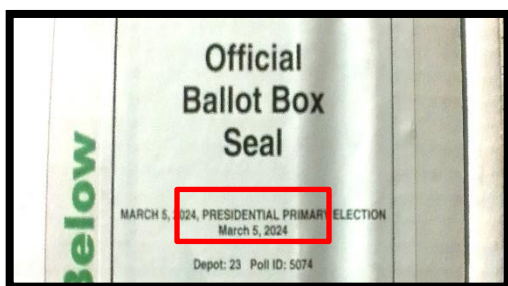 Official
Ballot Box
Seal
MARCH 5, 2024, PRESIDENTIAL PRIMARY ELECTION
March 5, 2024
Depot: 23 Poll ID: 5074
Below